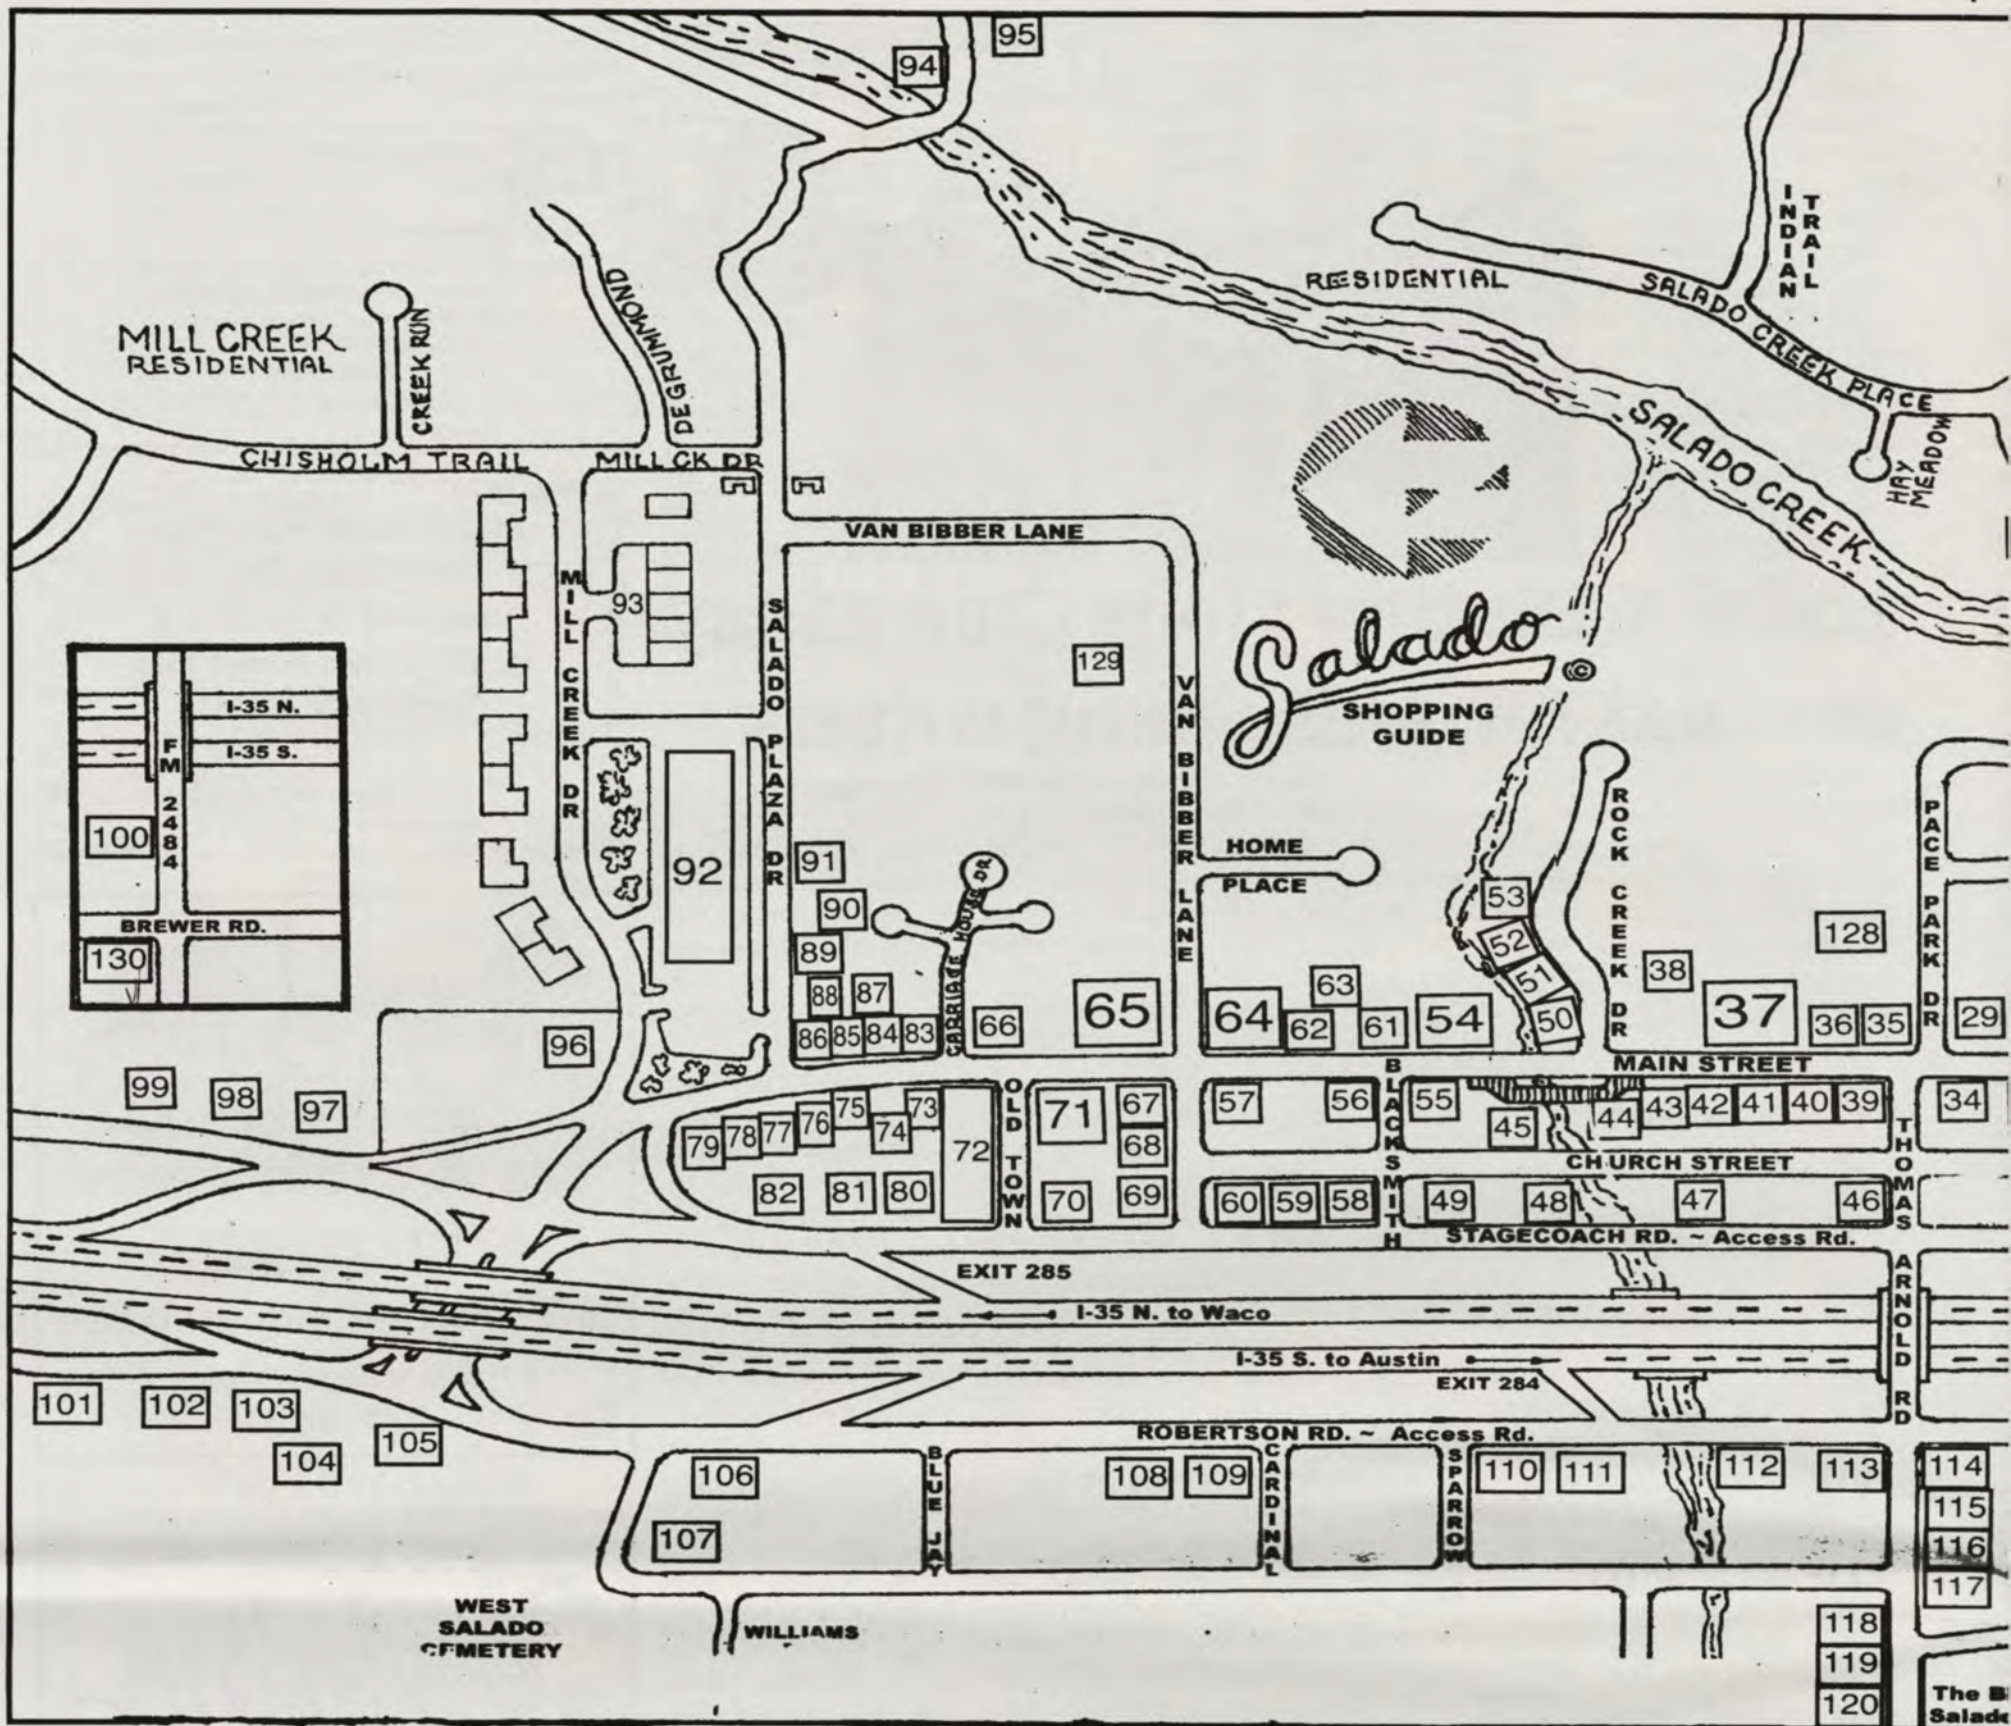 95
94
INDIAN
TRAIL
RESIDENTIAL
SALADO CREEK PLACE
DEGRUMMOND
MILL CREEK
RESIDENTIAL
CREEK RUN
SALADO CREEK
HAY
MEADOW
CHISHOLM TRAIL
MILL CK DR
VAN BIBBER LANE
MILL CREEK DR
93
SALADO PLAZA DR
129
VAN BIBBER LANE
Salado
©
SHOPPING
GUIDE
I-35 N.
I-35 S.
FM 2484
100
BREWER RD.
130
92
91
90
89
88
87
86
85
84
83
CARRIAGE HOUSE DR
66
65
HOME
PLACE
ROCK CREEK DR
PACE PARK DR
53
52
51
50
63
64
62
61
54
38
37
128
36
35
29
96
99
98
97
MAIN STREET
OLD TOWN
BLACKSMITH
79
78
77
76
75
74
73
72
71
67
68
57
56
55
45
44
43
42
41
40
39
34
THOMAS ARNOLD RD
CHURCH STREET
82
81
80
70
69
60
59
58
49
48
47
46
STAGECOACH RD. ~ Access Rd.
EXIT 285
I-35 N. to Waco
I-35 S. to Austin
EXIT 284
101
102
103
104
105
ROBERTSON RD. ~ Access Rd.
106
107
BLUE JAY
108
109
CARDINAL
SPARROW
110
111
112
113
114
115
116
117
WEST
SALADO
CEMETERY
WILLIAMS
118
119
120
The B
Salado